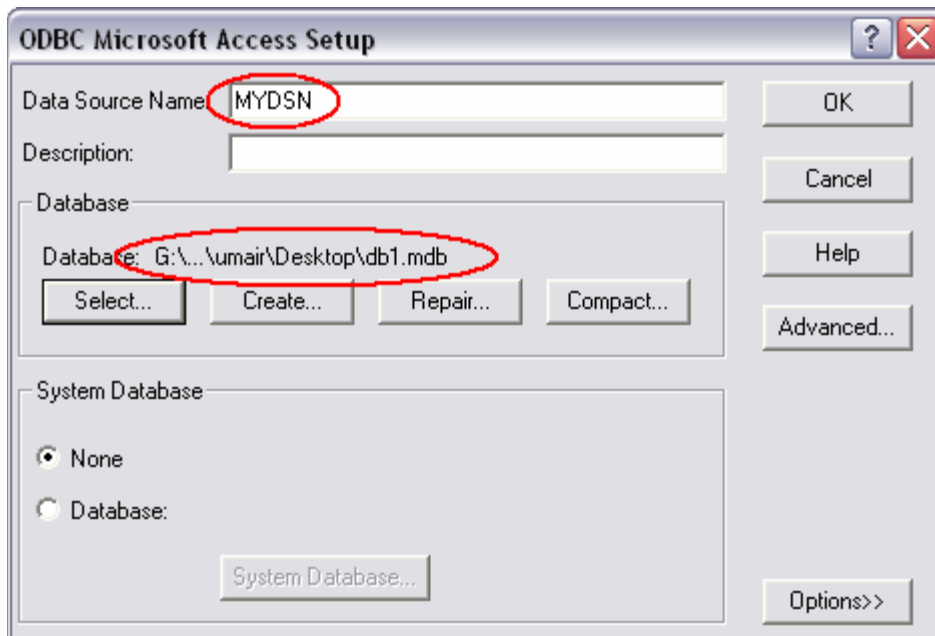 ODBC Microsoft Access Setup
Data Source Name: MYDSN
OK
Description:
Cancel
Database
Database: G:\...\umair\Desktop\db1.mdb
Help
Select... Create... Repair... Compact...
Advanced...
System Database
None
Database:
System Database...
Options>>